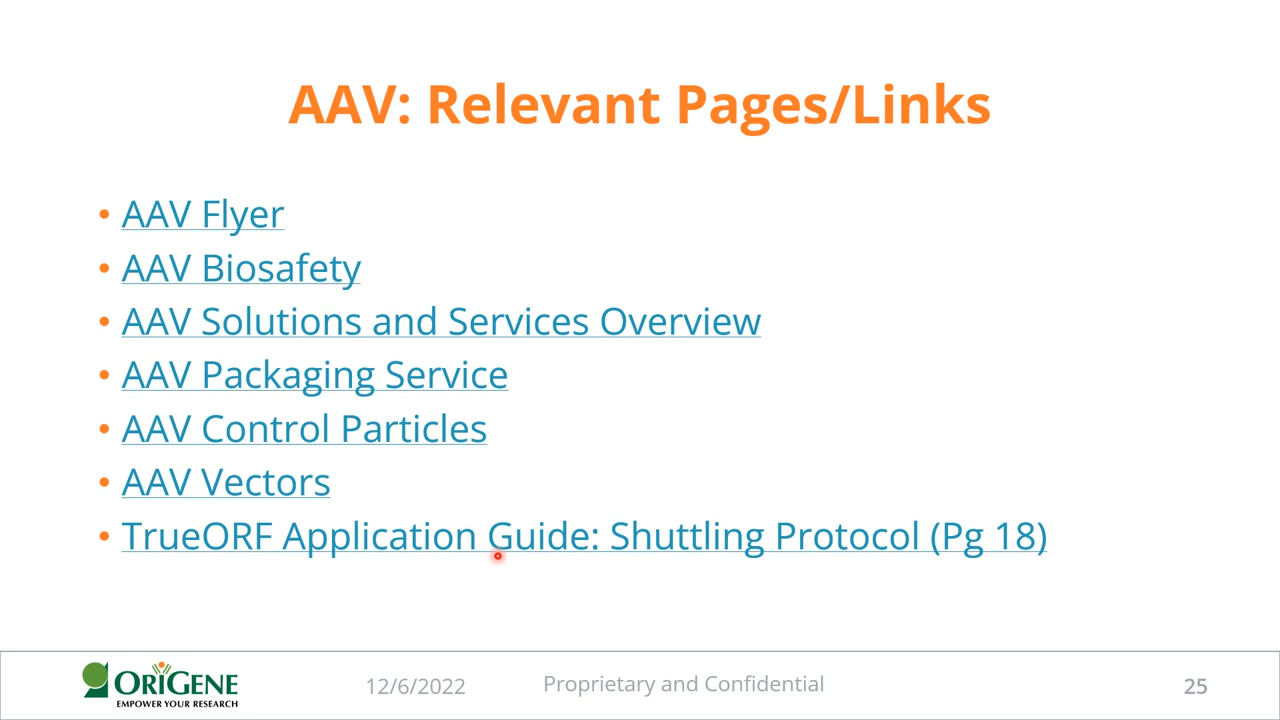 AAV: Relevant Pages/Links
• AAV Flyer
• AAV Biosafety
• AAV Solutions and Services Overview
• AAV Packaging Service
• AAV Control Particles
• AAV Vectors
• TrueORF Application Guide: Shuttling Protocol (Pg 18)
ORIGENE
EMPOWER YOUR RESEARCH
12/6/2022
Proprietary and Confidential
25